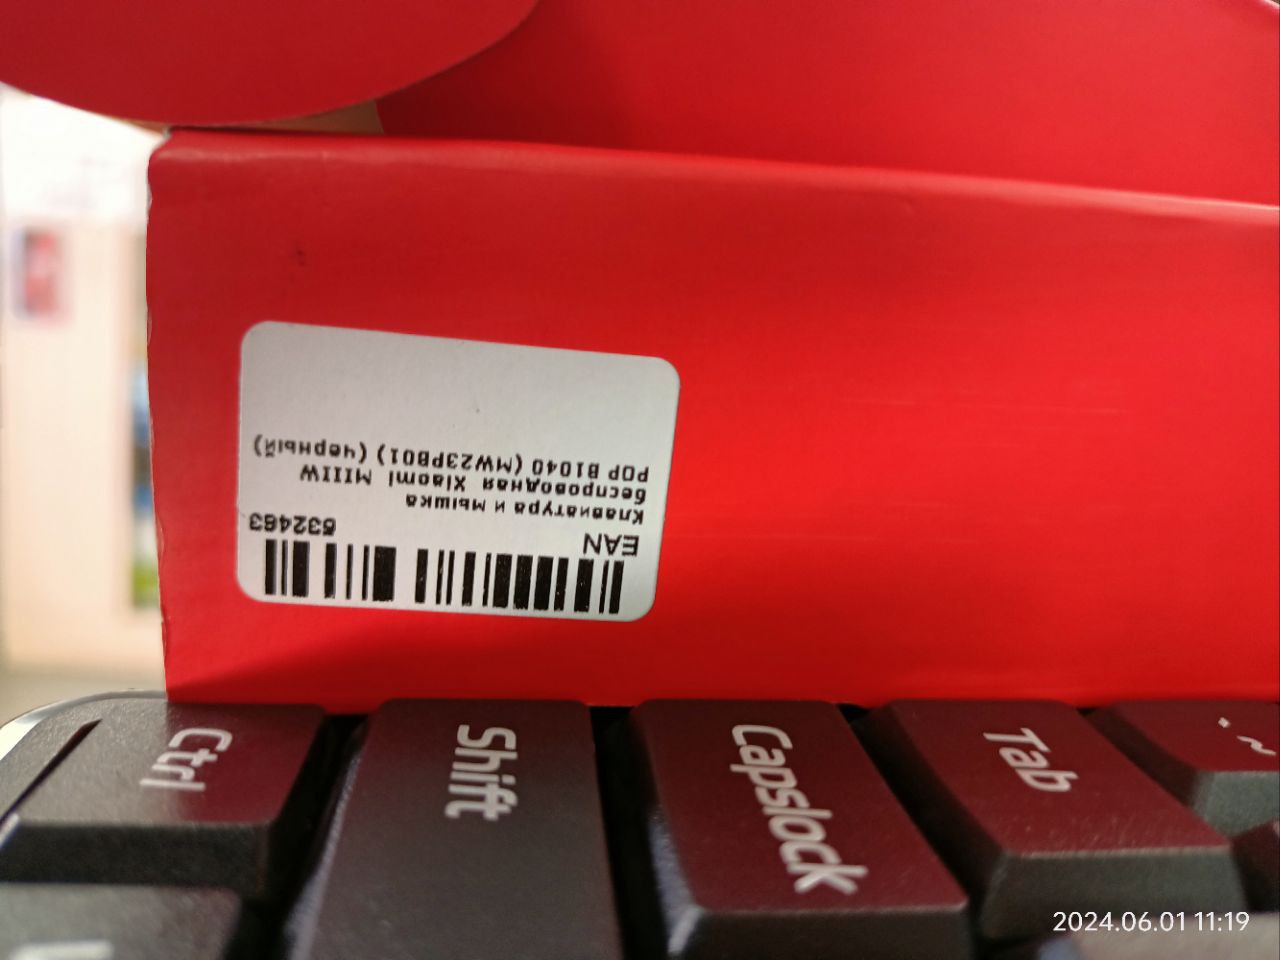 EAN 632463
Клавиатура и мышка
беспроводная Xiaomi MIIIW
POP B1040 (MW23PB01) (черный)
Ctrl
Shift
Capslock
Tab
~
2024.06.01 11:19